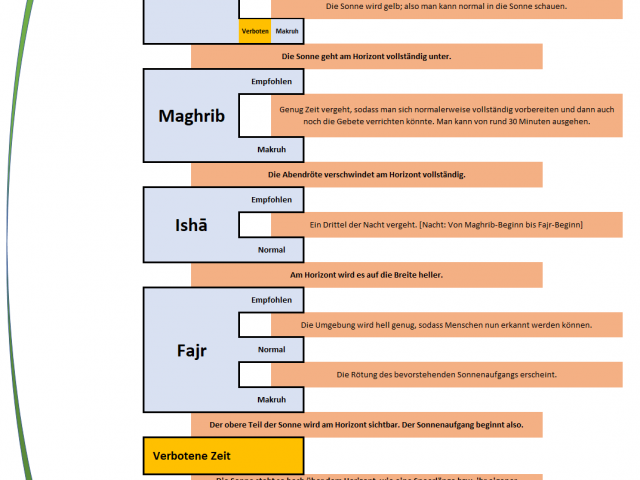 Die Sonne wird gelb; also man kann normal in die Sonne schauen.
Verboten Makruh
Die Sonne geht am Horizont vollständig unter.
Empfohlen
Maghrib
Genug Zeit vergeht, sodass man sich normalerweise vollständig vorbereiten und dann auch
noch die Gebete verrichten könnte. Man kann von rund 30 Minuten ausgehen.
Makruh
Die Abendröte verschwindet am Horizont vollständig.
Empfohlen
Ishā
Ein Drittel der Nacht vergeht. [Nacht: Von Maghrib-Beginn bis Fajr-Beginn]
Normal
Am Horizont wird es auf die Breite heller.
Empfohlen
Die Umgebung wird hell genug, sodass Menschen nun erkannt werden können.
Fajr
Normal
Die Rötung des bevorstehenden Sonnenaufgangs erscheint.
Makruh
Der obere Teil der Sonne wird am Horizont sichtbar. Der Sonnenaufgang beginnt also.
Verbotene Zeit